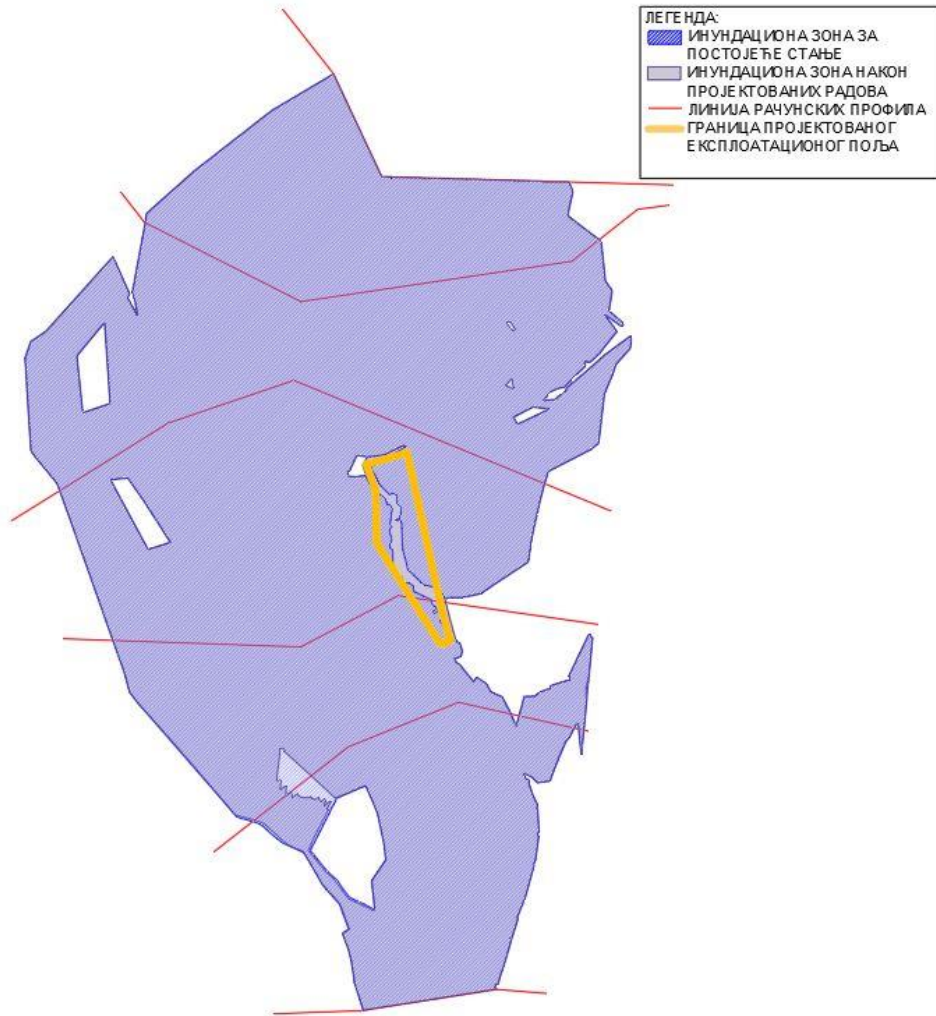 ЛЕГЕНДА:
ИНУНДАЦИОНА ЗОНА ЗА
ПОСТОЈЕЋЕ СТАЊЕ
ИНУНДАЦИОНА ЗОНА НАКОН
ПРОЈЕКТОВАНИХ РАДОВА
ЛИНИЈА РАЧУНСКИХ ПРОФИЛА
ГРАНИЦА ПРОЈЕКТОВАНОГ
ЕКСПЛОАТАЦИОНОГ ПОЉА